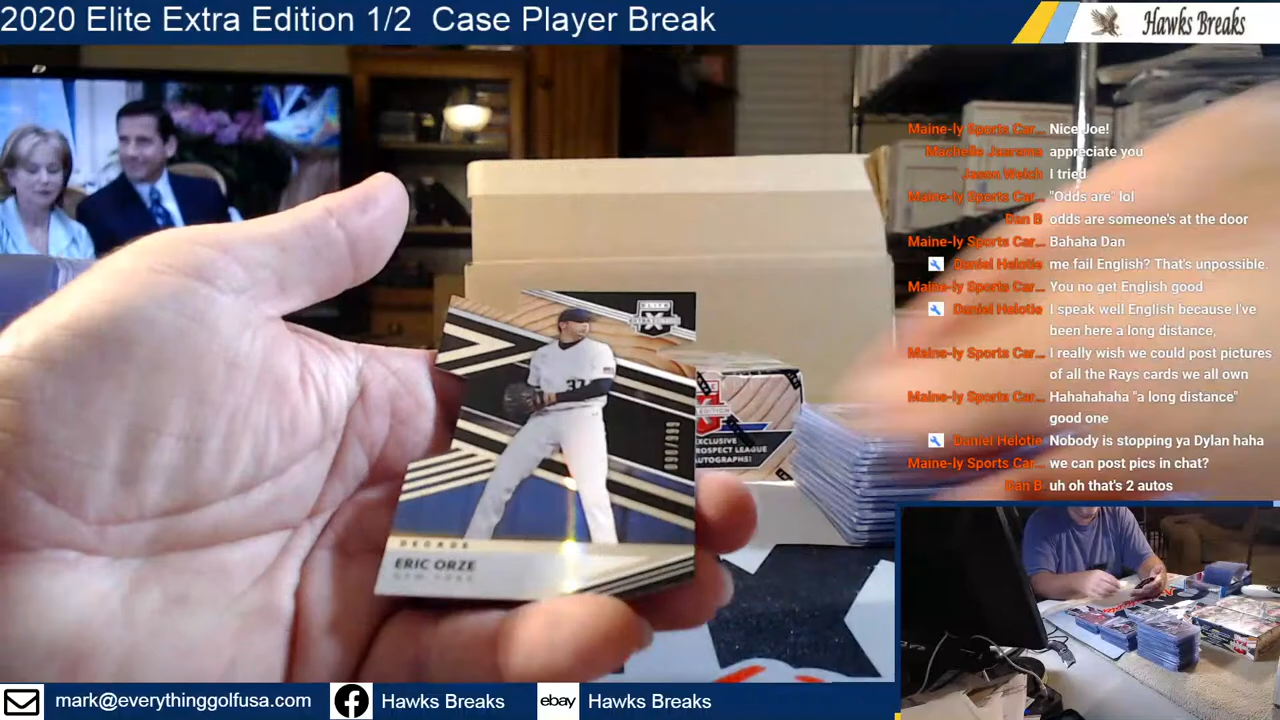 2020 Elite Extra Edition 1/2 Case Player Break
Hawks Breaks
Maine-ly Sports Car... Nice Joe!
Machelle Juarama appreciate you
Jason Welch I tried
Maine-ly Sports Car... "Odds are" lol
Dan B odds are someone's at the door
Maine-ly Sports Car... Bahaha Dan
Daniel Helotie me fail English? That's unpossible.
Maine-ly Sports Car... You no get English good
Daniel Helotie I speak well English because I've
been here a long distance,
Maine-ly Sports Car... I really wish we could post pictures
of all the Rays cards we all own
Maine-ly Sports Car... Hahahahaha "a long distance"
good one
Daniel Helotie Nobody is stopping ya Dylan haha
Maine-ly Sports Car... we can post pics in chat?
Dan B uh oh that's 2 autos
ELITE
X
EXTRA EDITION
37
ERIC ORZE
NEW YORK
EDITION
EXCLUSIVE
PROSPECT LEAGUE
AUTOGRAPHS!
mark@everythinggolfusa.com
Hawks Breaks
ebay
Hawks Breaks